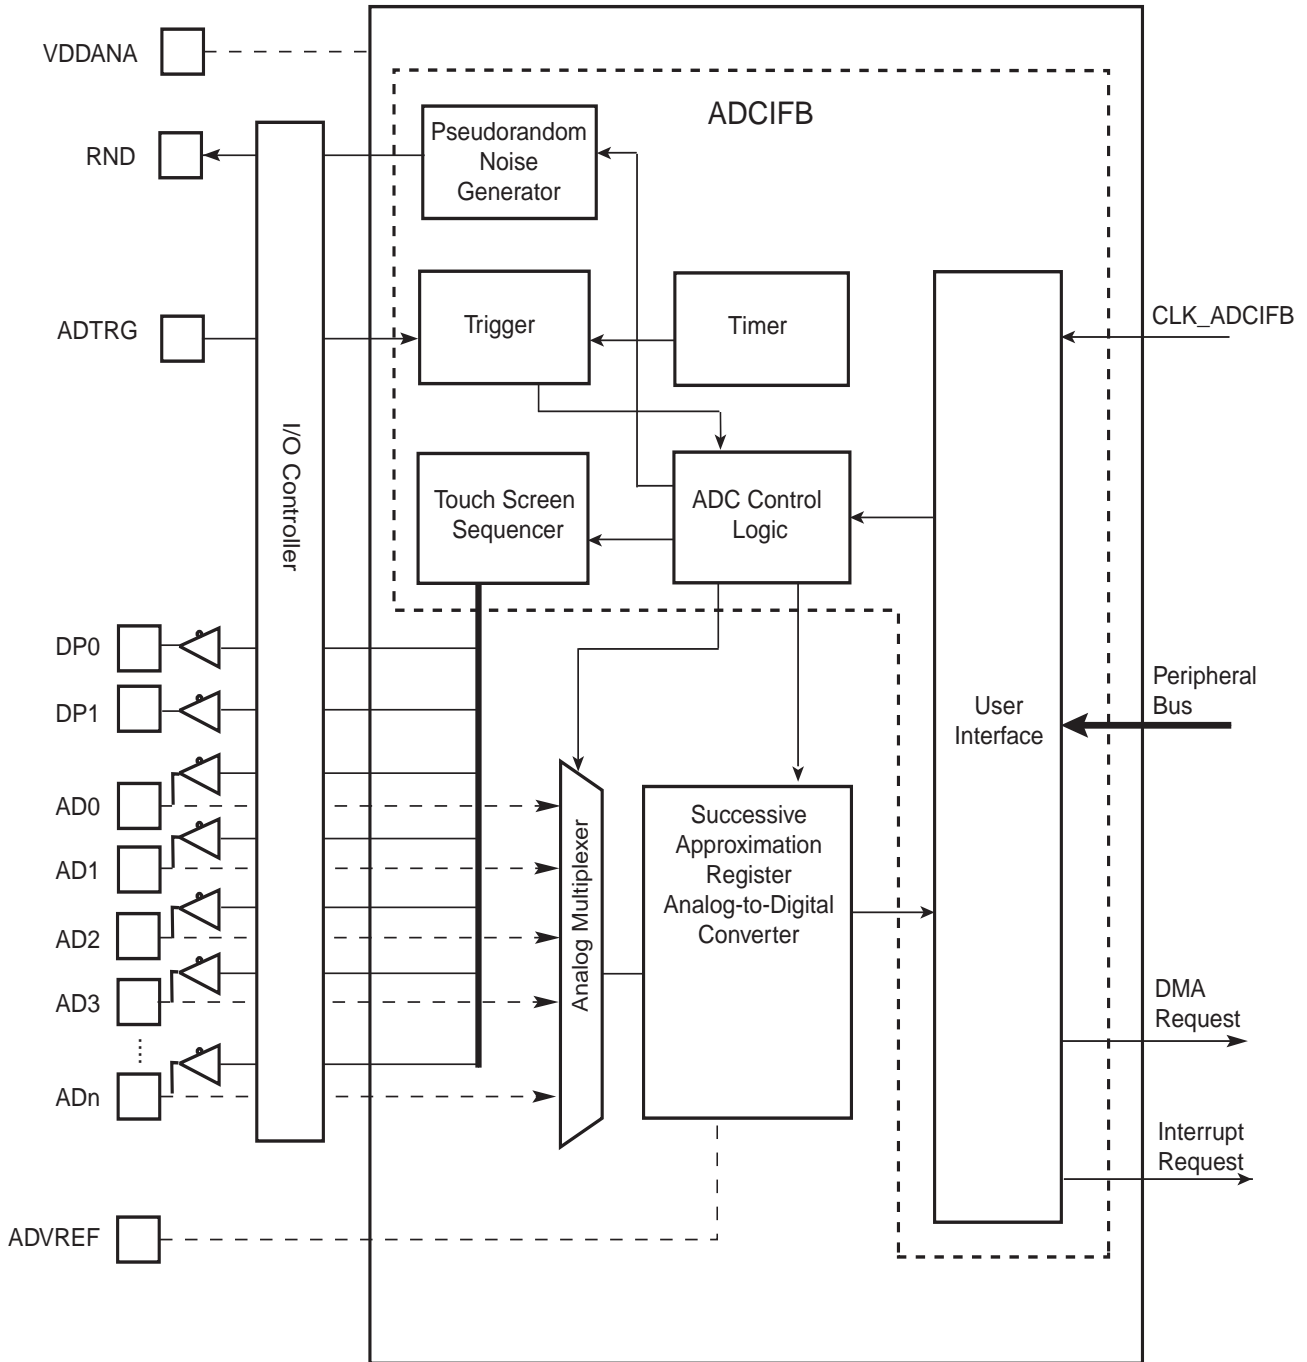 VDDANA
ADCIFB
Pseudorandom
Noise
Generator
RND
ADTRG
Trigger
Timer
CLK_ADCIFB
I/O Controller
Touch Screen
Sequencer
ADC Control
Logic
DP0
DP1
AD0
AD1
AD2
AD3
ADn
Analog Multiplexer
Successive
Approximation
Register
Analog-to-Digital
Converter
User
Interface
Peripheral
Bus
DMA
Request
Interrupt
Request
ADVREF